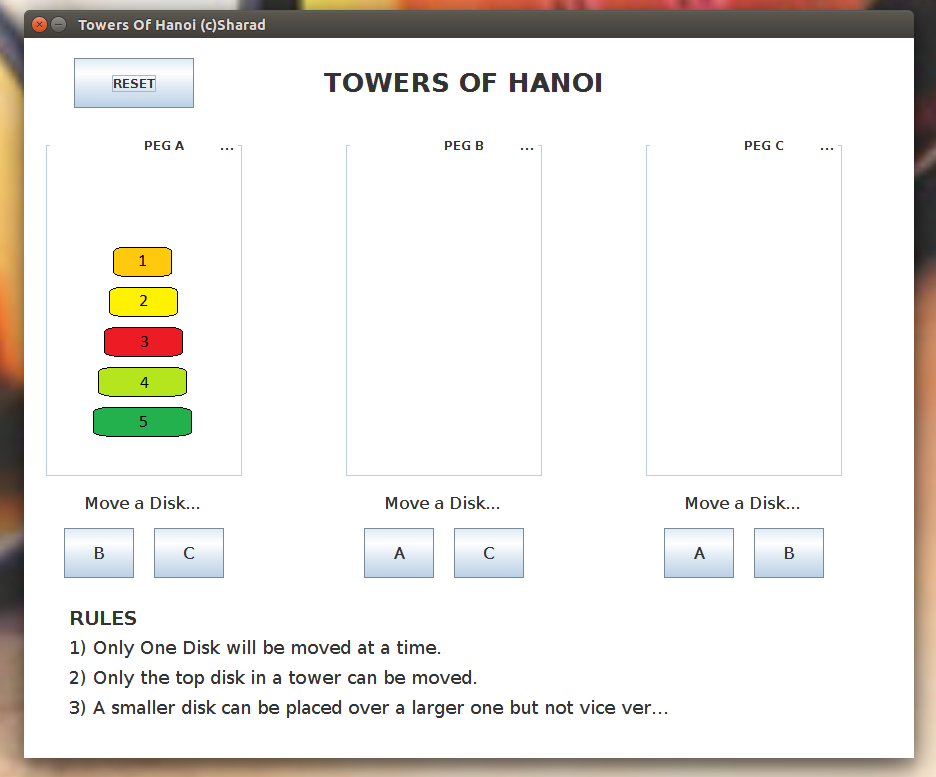 Towers Of Hanoi (c)Sharad
RESET
TOWERS OF HANOI
PEG A ...
PEG B ...
PEG C ...
1
2
3
4
5
Move a Disk...
Move a Disk...
Move a Disk...
B C
A C
A B
RULES
1) Only One Disk will be moved at a time.
2) Only the top disk in a tower can be moved.
3) A smaller disk can be placed over a larger one but not vice ver...